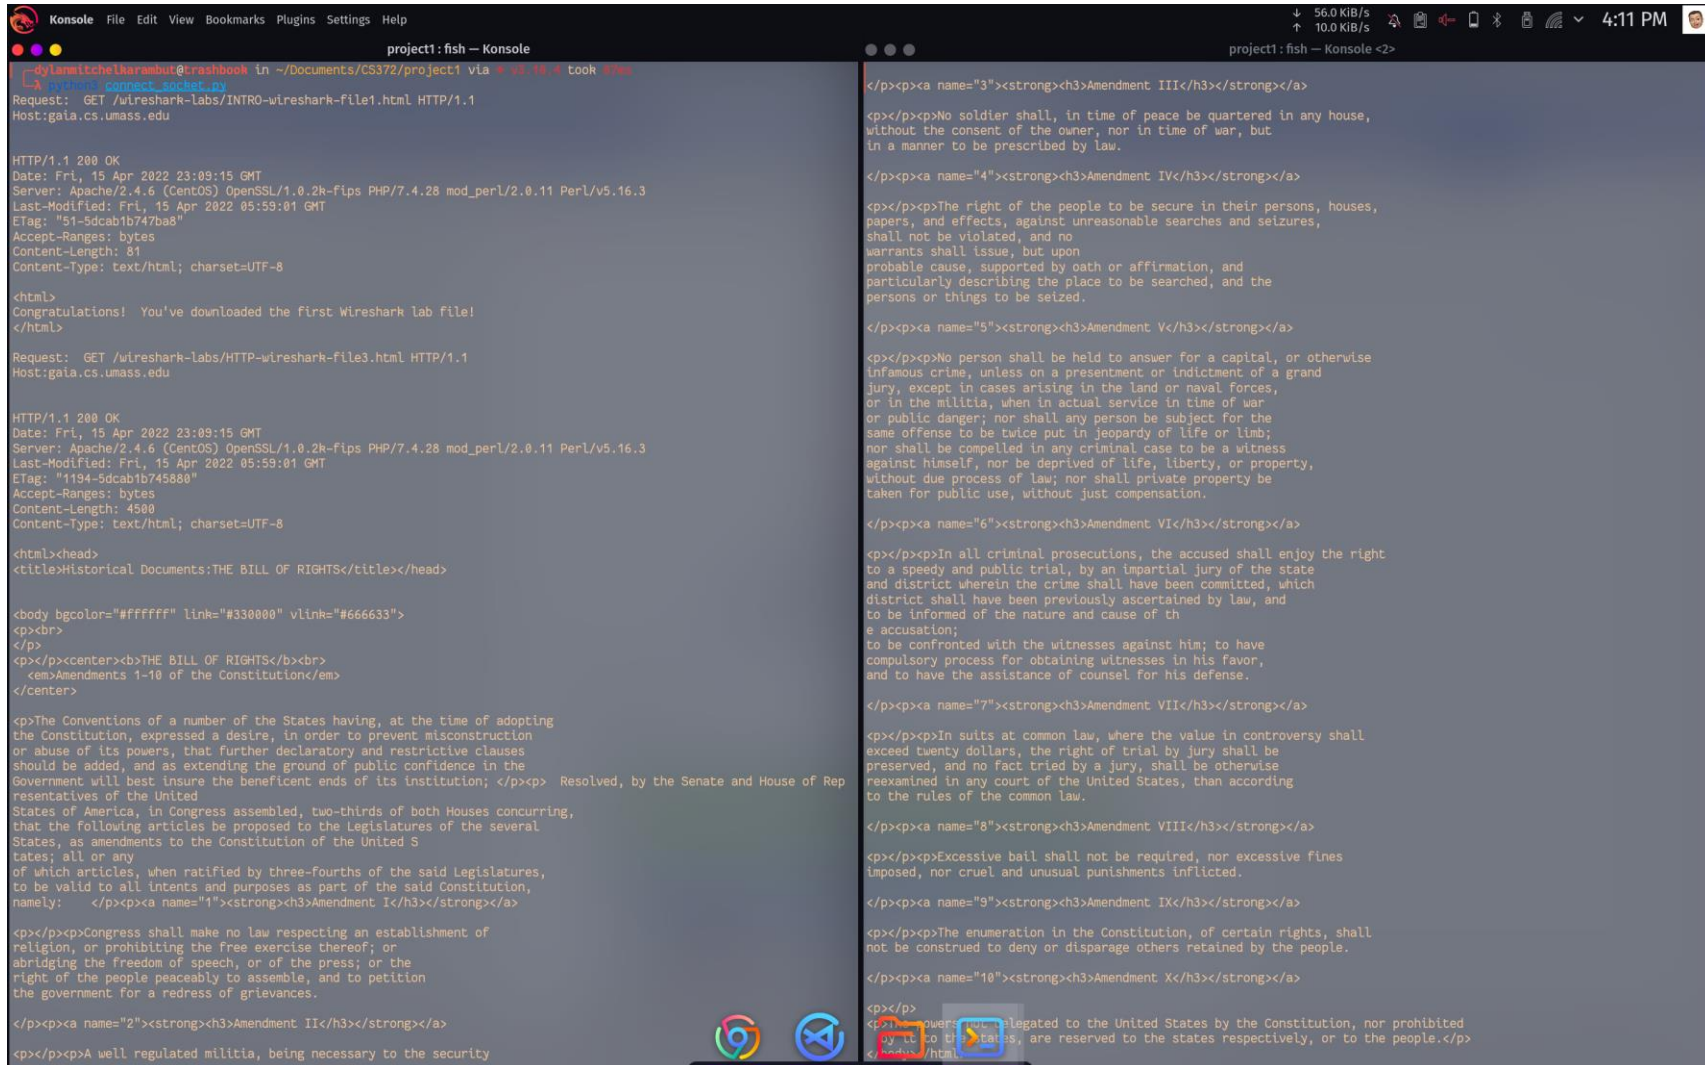 Konsole File Edit View Bookmarks Plugins Settings Help
↓ 56.0 KiB/s
↑ 10.0 KiB/s
4:11 PM
project1 : fish — Konsole
dylanmitchelkarambut@trashbook in ~/Documents/CS372/project1 via took
λ python3 connect_socket.py
Request:  GET /wireshark-labs/INTRO-wireshark-file1.html HTTP/1.1
Host:gaia.cs.umass.edu
HTTP/1.1 200 OK
Date: Fri, 15 Apr 2022 23:09:15 GMT
Server: Apache/2.4.6 (CentOS) OpenSSL/1.0.2k-fips PHP/7.4.28 mod_perl/2.0.11 Perl/v5.16.3
Last-Modified: Fri, 15 Apr 2022 05:59:01 GMT
ETag: "51-5dcab1b747ba8"
Accept-Ranges: bytes
Content-Length: 81
Content-Type: text/html; charset=UTF-8
<html>
Congratulations!  You've downloaded the first Wireshark lab file!
</html>
Request:  GET /wireshark-labs/HTTP-wireshark-file3.html HTTP/1.1
Host:gaia.cs.umass.edu
HTTP/1.1 200 OK
Date: Fri, 15 Apr 2022 23:09:15 GMT
Server: Apache/2.4.6 (CentOS) OpenSSL/1.0.2k-fips PHP/7.4.28 mod_perl/2.0.11 Perl/v5.16.3
Last-Modified: Fri, 15 Apr 2022 05:59:01 GMT
ETag: "1194-5dcab1b745880"
Accept-Ranges: bytes
Content-Length: 4500
Content-Type: text/html; charset=UTF-8
<html><head>
<title>Historical Documents:THE BILL OF RIGHTS</title></head>
<body bgcolor="#ffffff" link="#330000" vlink="#666633">
<p><br>
</p>
<p></p><center><b>THE BILL OF RIGHTS</b><br>
<em>Amendments 1-10 of the Constitution</em>
</center>
<p>The Conventions of a number of the States having, at the time of adopting
the Constitution, expressed a desire, in order to prevent misconstruction
or abuse of its powers, that further declaratory and restrictive clauses
should be added, and as extending the ground of public confidence in the
Government will best insure the beneficent ends of its institution; </p><p>  Resolved, by the Senate and House of Rep
resentatives of the United
States of America, in Congress assembled, two-thirds of both Houses concurring,
that the following articles be proposed to the Legislatures of the several
States, as amendments to the Constitution of the United S
tates; all or any
of which articles, when ratified by three-fourths of the said Legislatures,
to be valid to all intents and purposes as part of the said Constitution,
namely:    </p><p><a name="1"><strong><h3>Amendment I</h3></strong></a>
<p></p><p>Congress shall make no law respecting an establishment of
religion, or prohibiting the free exercise thereof; or
abridging the freedom of speech, or of the press; or the
right of the people peaceably to assemble, and to petition
the government for a redress of grievances.
</p><p><a name="2"><strong><h3>Amendment II</h3></strong></a>
<p></p><p>A well regulated militia, being necessary to the security
project1 : fish — Konsole <2>
</p><p><a name="3"><strong><h3>Amendment III</h3></strong></a>
<p></p><p>No soldier shall, in time of peace be quartered in any house,
without the consent of the owner, nor in time of war, but
in a manner to be prescribed by law.
</p><p><a name="4"><strong><h3>Amendment IV</h3></strong></a>
<p></p><p>The right of the people to be secure in their persons, houses,
papers, and effects, against unreasonable searches and seizures,
shall not be violated, and no
warrants shall issue, but upon
probable cause, supported by oath or affirmation, and
particularly describing the place to be searched, and the
persons or things to be seized.
</p><p><a name="5"><strong><h3>Amendment V</h3></strong></a>
<p></p><p>No person shall be held to answer for a capital, or otherwise
infamous crime, unless on a presentment or indictment of a grand
jury, except in cases arising in the land or naval forces,
or in the militia, when in actual service in time of war
or public danger; nor shall any person be subject for the
same offense to be twice put in jeopardy of life or limb;
nor shall be compelled in any criminal case to be a witness
against himself, nor be deprived of life, liberty, or property,
without due process of law; nor shall private property be
taken for public use, without just compensation.
</p><p><a name="6"><strong><h3>Amendment VI</h3></strong></a>
<p></p><p>In all criminal prosecutions, the accused shall enjoy the right
to a speedy and public trial, by an impartial jury of the state
and district wherein the crime shall have been committed, which
district shall have been previously ascertained by law, and
to be informed of the nature and cause of th
e accusation;
to be confronted with the witnesses against him; to have
compulsory process for obtaining witnesses in his favor,
and to have the assistance of counsel for his defense.
</p><p><a name="7"><strong><h3>Amendment VII</h3></strong></a>
<p></p><p>In suits at common law, where the value in controversy shall
exceed twenty dollars, the right of trial by jury shall be
preserved, and no fact tried by a jury, shall be otherwise
reexamined in any court of the United States, than according
to the rules of the common law.
</p><p><a name="8"><strong><h3>Amendment VIII</h3></strong></a>
<p></p><p>Excessive bail shall not be required, nor excessive fines
imposed, nor cruel and unusual punishments inflicted.
</p><p><a name="9"><strong><h3>Amendment IX</h3></strong></a>
<p></p><p>The enumeration in the Constitution, of certain rights, shall
not be construed to deny or disparage others retained by the people.
</p><p><a name="10"><strong><h3>Amendment X</h3></strong></a>
<p></p>
<p>The powers not delegated to the United States by the Constitution, nor prohibited
by it to the states, are reserved to the states respectively, or to the people.</p>
</body></html>